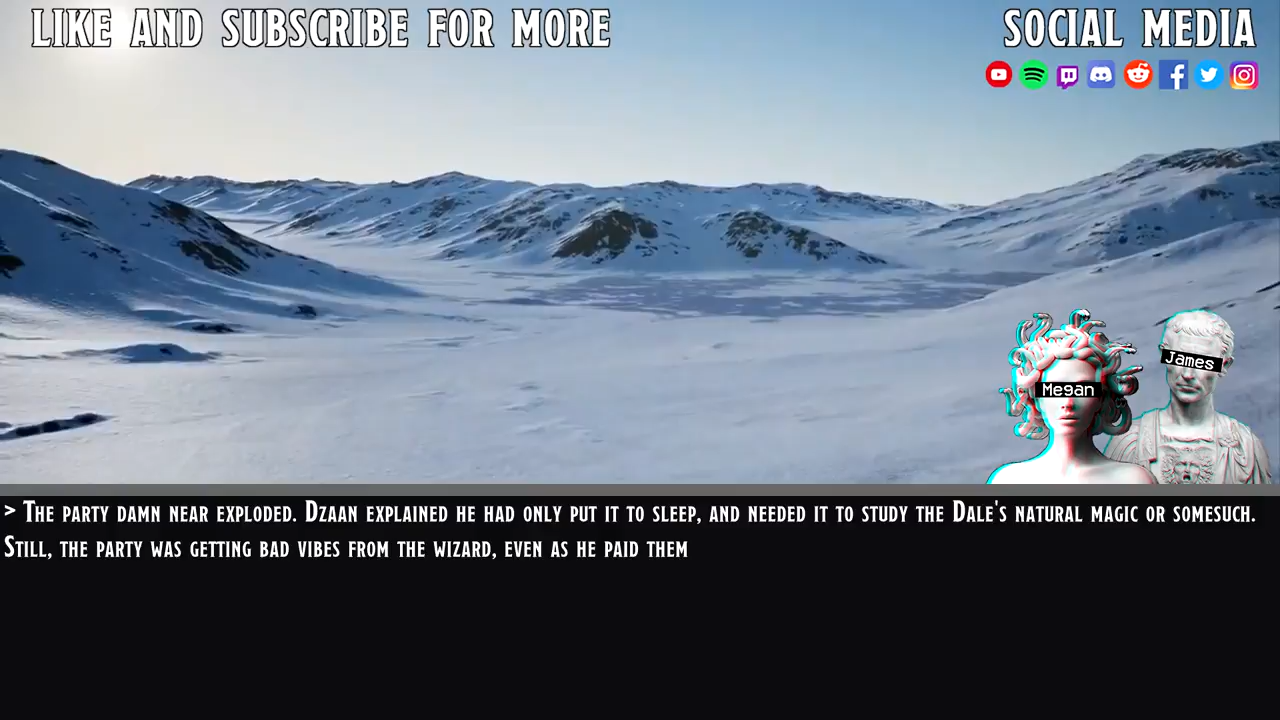 LIKE AND SUBSCRIBE FOR MORE
SOCIAL MEDIA
James
Megan
> The party damn near exploded. Dzaan explained he had only put it to sleep, and needed it to study the Dale's natural magic or somesuch.
Still, the party was getting bad vibes from the wizard, even as he paid them